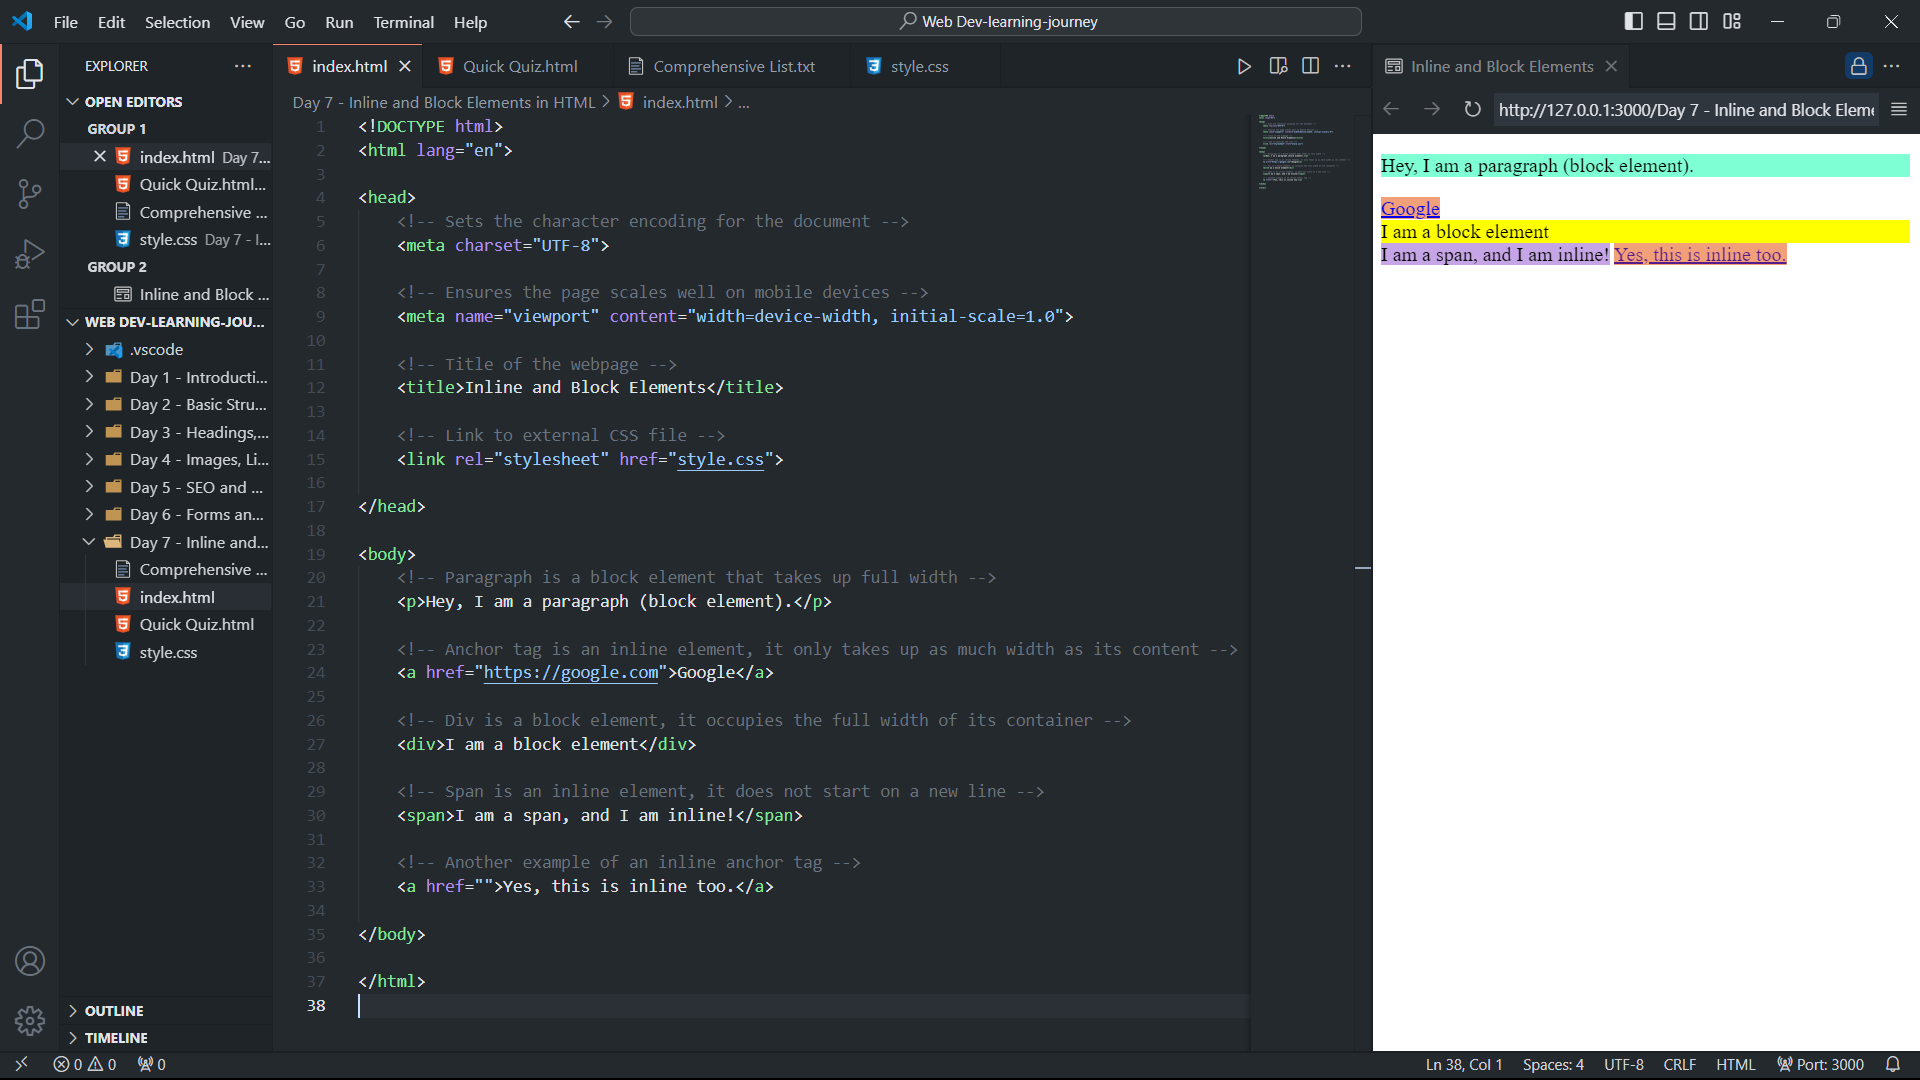 File Edit Selection View Go Run Terminal Help
Web Dev-learning-journey
EXPLORER
OPEN EDITORS
GROUP 1
index.html Day 7...
Quick Quiz.html...
Comprehensive ...
style.css Day 7 - I...
GROUP 2
Inline and Block ...
WEB DEV-LEARNING-JOU...
.vscode
Day 1 - Introducti...
Day 2 - Basic Stru...
Day 3 - Headings,...
Day 4 - Images, Li...
Day 5 - SEO and ...
Day 6 - Forms an...
Day 7 - Inline and...
Comprehensive ...
index.html
Quick Quiz.html
style.css
OUTLINE
TIMELINE
index.html Quick Quiz.html Comprehensive List.txt style.css
Day 7 - Inline and Block Elements in HTML > index.html > ...
1 <!DOCTYPE html>
2 <html lang="en">
3
4 <head>
5 <!-- Sets the character encoding for the document -->
6 <meta charset="UTF-8">
7
8 <!-- Ensures the page scales well on mobile devices -->
9 <meta name="viewport" content="width=device-width, initial-scale=1.0">
10
11 <!-- Title of the webpage -->
12 <title>Inline and Block Elements</title>
13
14 <!-- Link to external CSS file -->
15 <link rel="stylesheet" href="style.css">
16
17 </head>
18
19 <body>
20 <!-- Paragraph is a block element that takes up full width -->
21 <p>Hey, I am a paragraph (block element).</p>
22
23 <!-- Anchor tag is an inline element, it only takes up as much width as its content -->
24 <a href="https://google.com">Google</a>
25
26 <!-- Div is a block element, it occupies the full width of its container -->
27 <div>I am a block element</div>
28
29 <!-- Span is an inline element, it does not start on a new line -->
30 <span>I am a span, and I am inline!</span>
31
32 <!-- Another example of an inline anchor tag -->
33 <a href="">Yes, this is inline too.</a>
34
35 </body>
36
37 </html>
38
Inline and Block Elements
http://127.0.0.1:3000/Day 7 - Inline and Block Eleme
Hey, I am a paragraph (block element).
Google
I am a block element
I am a span, and I am inline! Yes, this is inline too.
0 0 0 Ln 38, Col 1 Spaces: 4 UTF-8 CRLF HTML Port: 3000